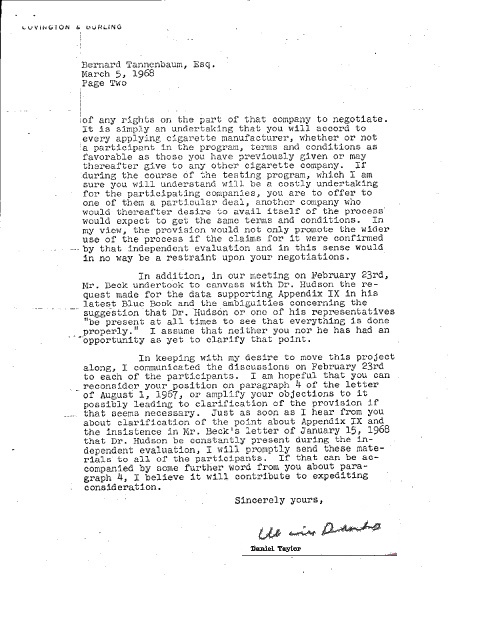 COVINGTON & BURLING
Bernard Tannenbaum, Esq.
March 5, 1968
Page Two
of any rights on the part of that company to negotiate.
It is simply an undertaking that you will accord to
every applying cigarette manufacturer, whether or not
a participant in the program, terms and conditions as
favorable as those you have previously given or may
thereafter give to any other cigarette company. If
during the course of the testing program, which I am
sure you will understand will be a costly undertaking
for the participating companies, you are to offer to
one of them a particular deal, another company who
would thereafter desire to avail itself of the process
would expect to get the same terms and conditions. In
my view, the provision would not only promote the wider
use of the process if the claims for it were confirmed
by that independent evaluation and in this sense would
in no way be a restraint upon your negotiations.
In addition, in our meeting on February 23rd,
Mr. Beck undertook to canvass with Dr. Hudson the re-
quest made for the data supporting Appendix IX in his
latest Blue Book and the ambiguities concerning the
suggestion that Dr. Hudson or one of his representatives
"be present at all times to see that everything is done
properly." I assume that neither you nor he has had an
opportunity as yet to clarify that point.
In keeping with my desire to move this project
along, I communicated the discussions on February 23rd
to each of the participants. I am hopeful that you can
reconsider your position on paragraph 4 of the letter
of August 1, 1967, or amplify your objections to it
possibly leading to clarification of the provision if
that seems necessary. Just as soon as I hear from you
about clarification of the point about Appendix IX and
the insistence in Mr. Beck's letter of January 15, 1968
that Dr. Hudson be constantly present during the in-
dependent evaluation, I will promptly send these mate-
rials to all of the participants. If that can be ac-
companied by some further word from you about para-
graph 4, I believe it will contribute to expediting
consideration.
Sincerely yours,
Daniel Taylor